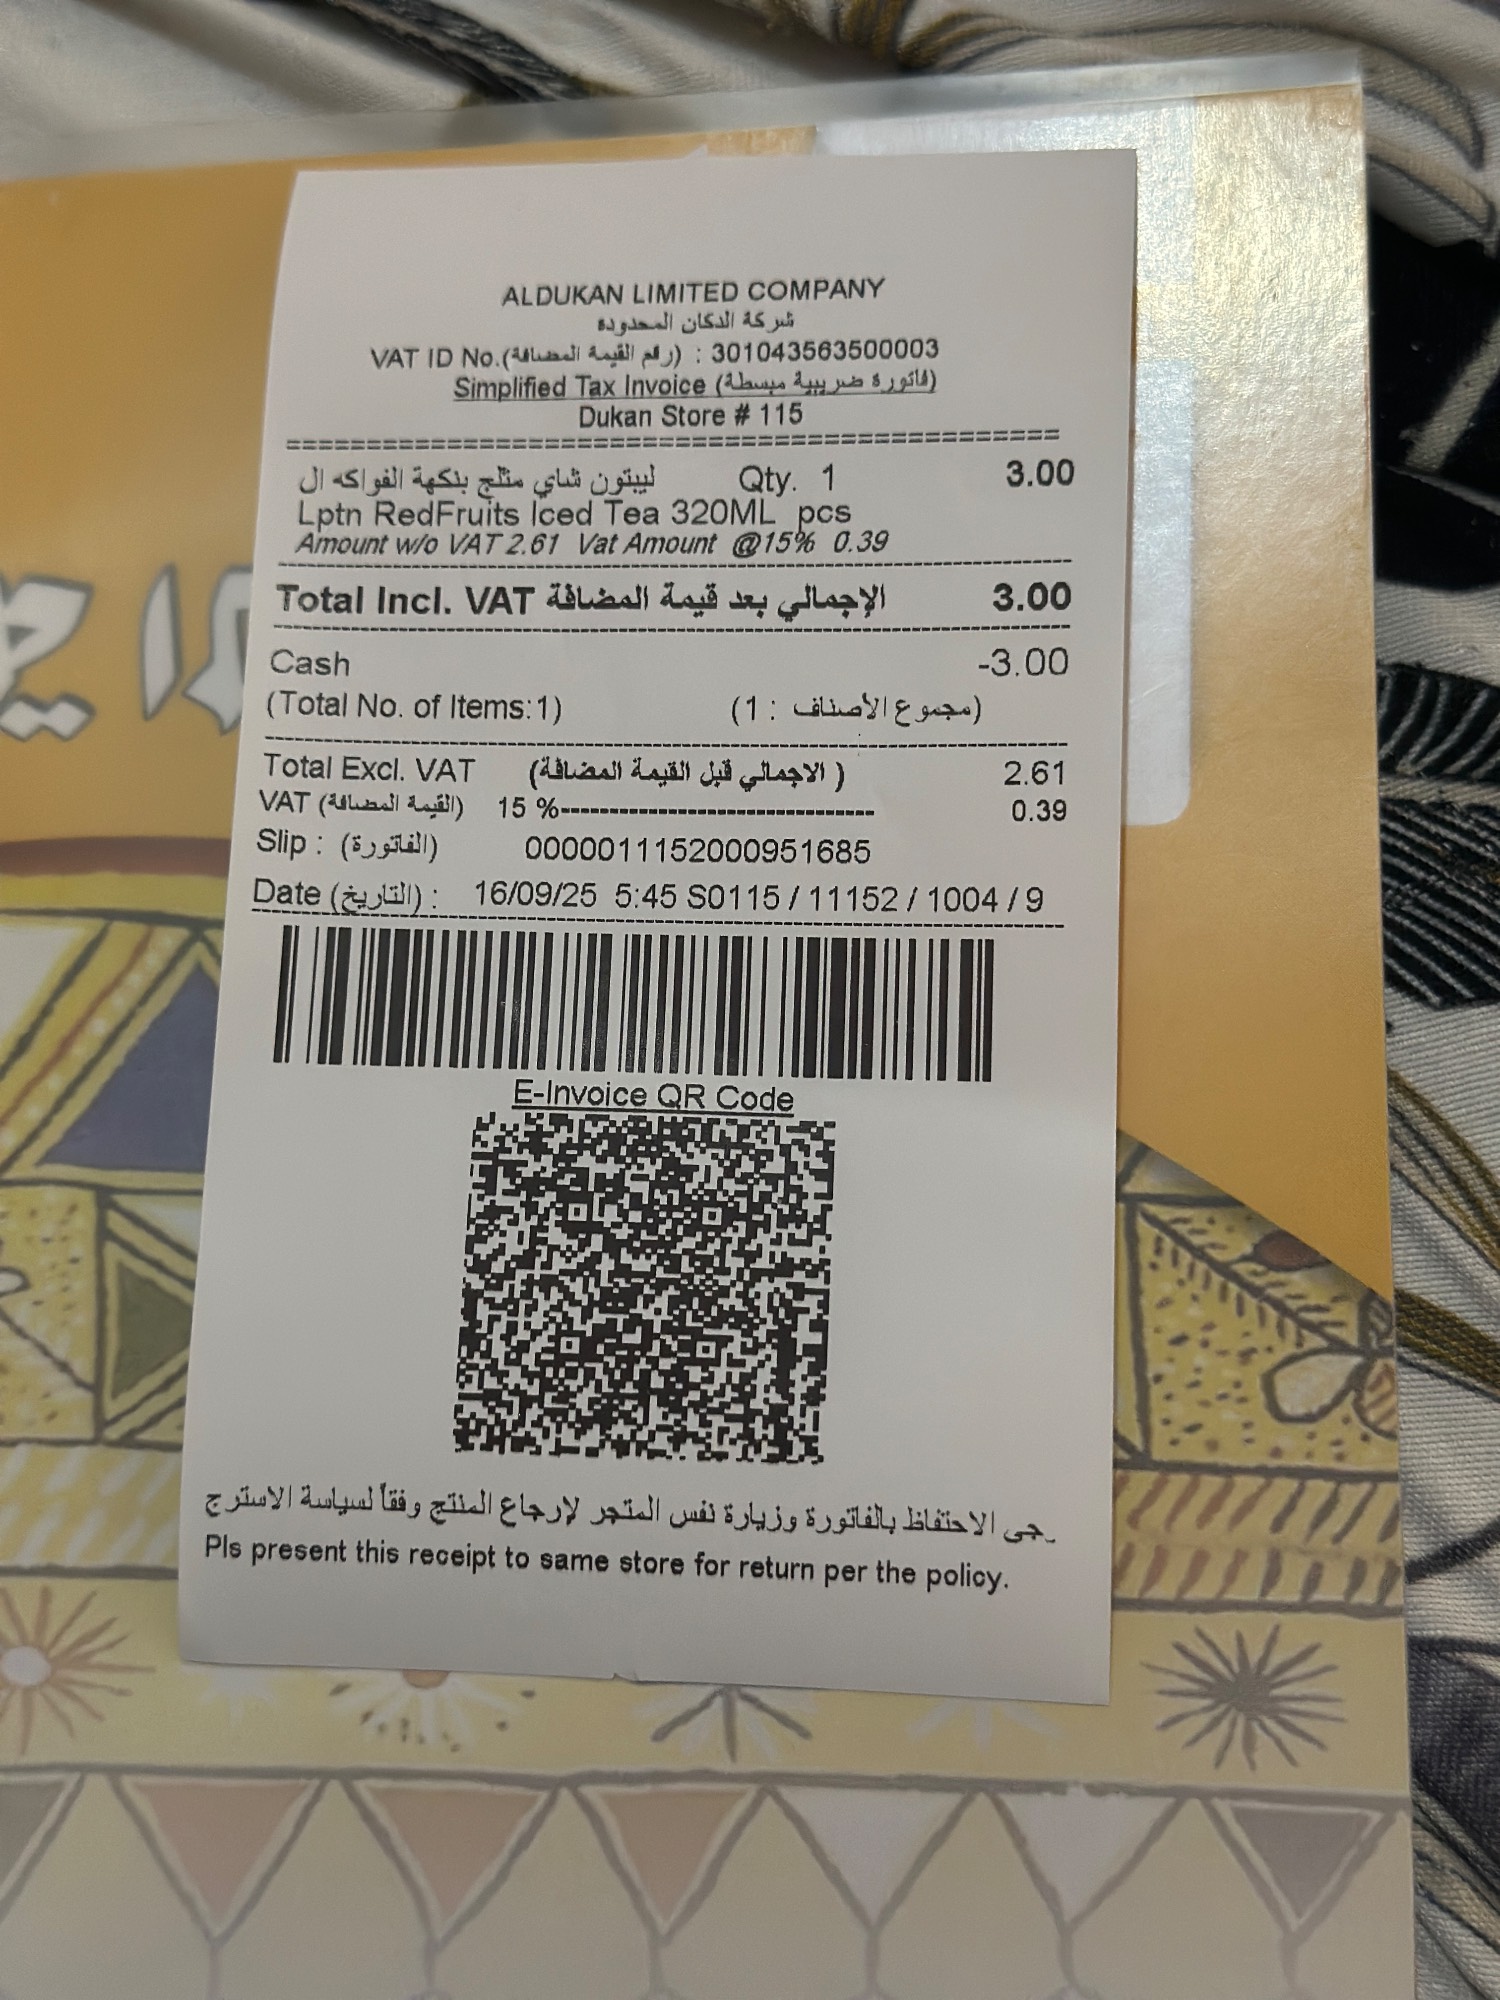 ALDUKAN LIMITED COMPANY
شركة الدكان المحدوده
VAT ID No.(رقم القيمة المضافة) : 301043563500003
Simplified Tax Invoice (فاتورة ضريبية مبسطة)
Dukan Store # 115
================================================
ليبتون شاي مثلج بنكهة الفواكه ال Qty. 1 3.00
Lptn RedFruits Iced Tea 320ML pcs
Amount w/o VAT 2.61 Vat Amount @15% 0.39
Total Incl. VAT الإجمالي بعد قيمة المضافة 3.00
Cash -3.00
(Total No. of Items:1) (مجموع الأصناف : 1)
Total Excl. VAT (الاجمالي قبل القيمة المضافة ) 2.61
VAT (القيمة المضافة) 15 %------------------------------ 0.39
Slip : (الفاتورة) 0000011152000951685
Date (التاريخ) : 16/09/25 5:45 S0115 / 11152 / 1004 / 9
E-Invoice QR Code
جى الاحتفاظ بالفاتورة وزيارة نفس المتجر لإرجاع المنتج وفقاً لسياسة الاسترج
Pls present this receipt to same store for return per the policy.